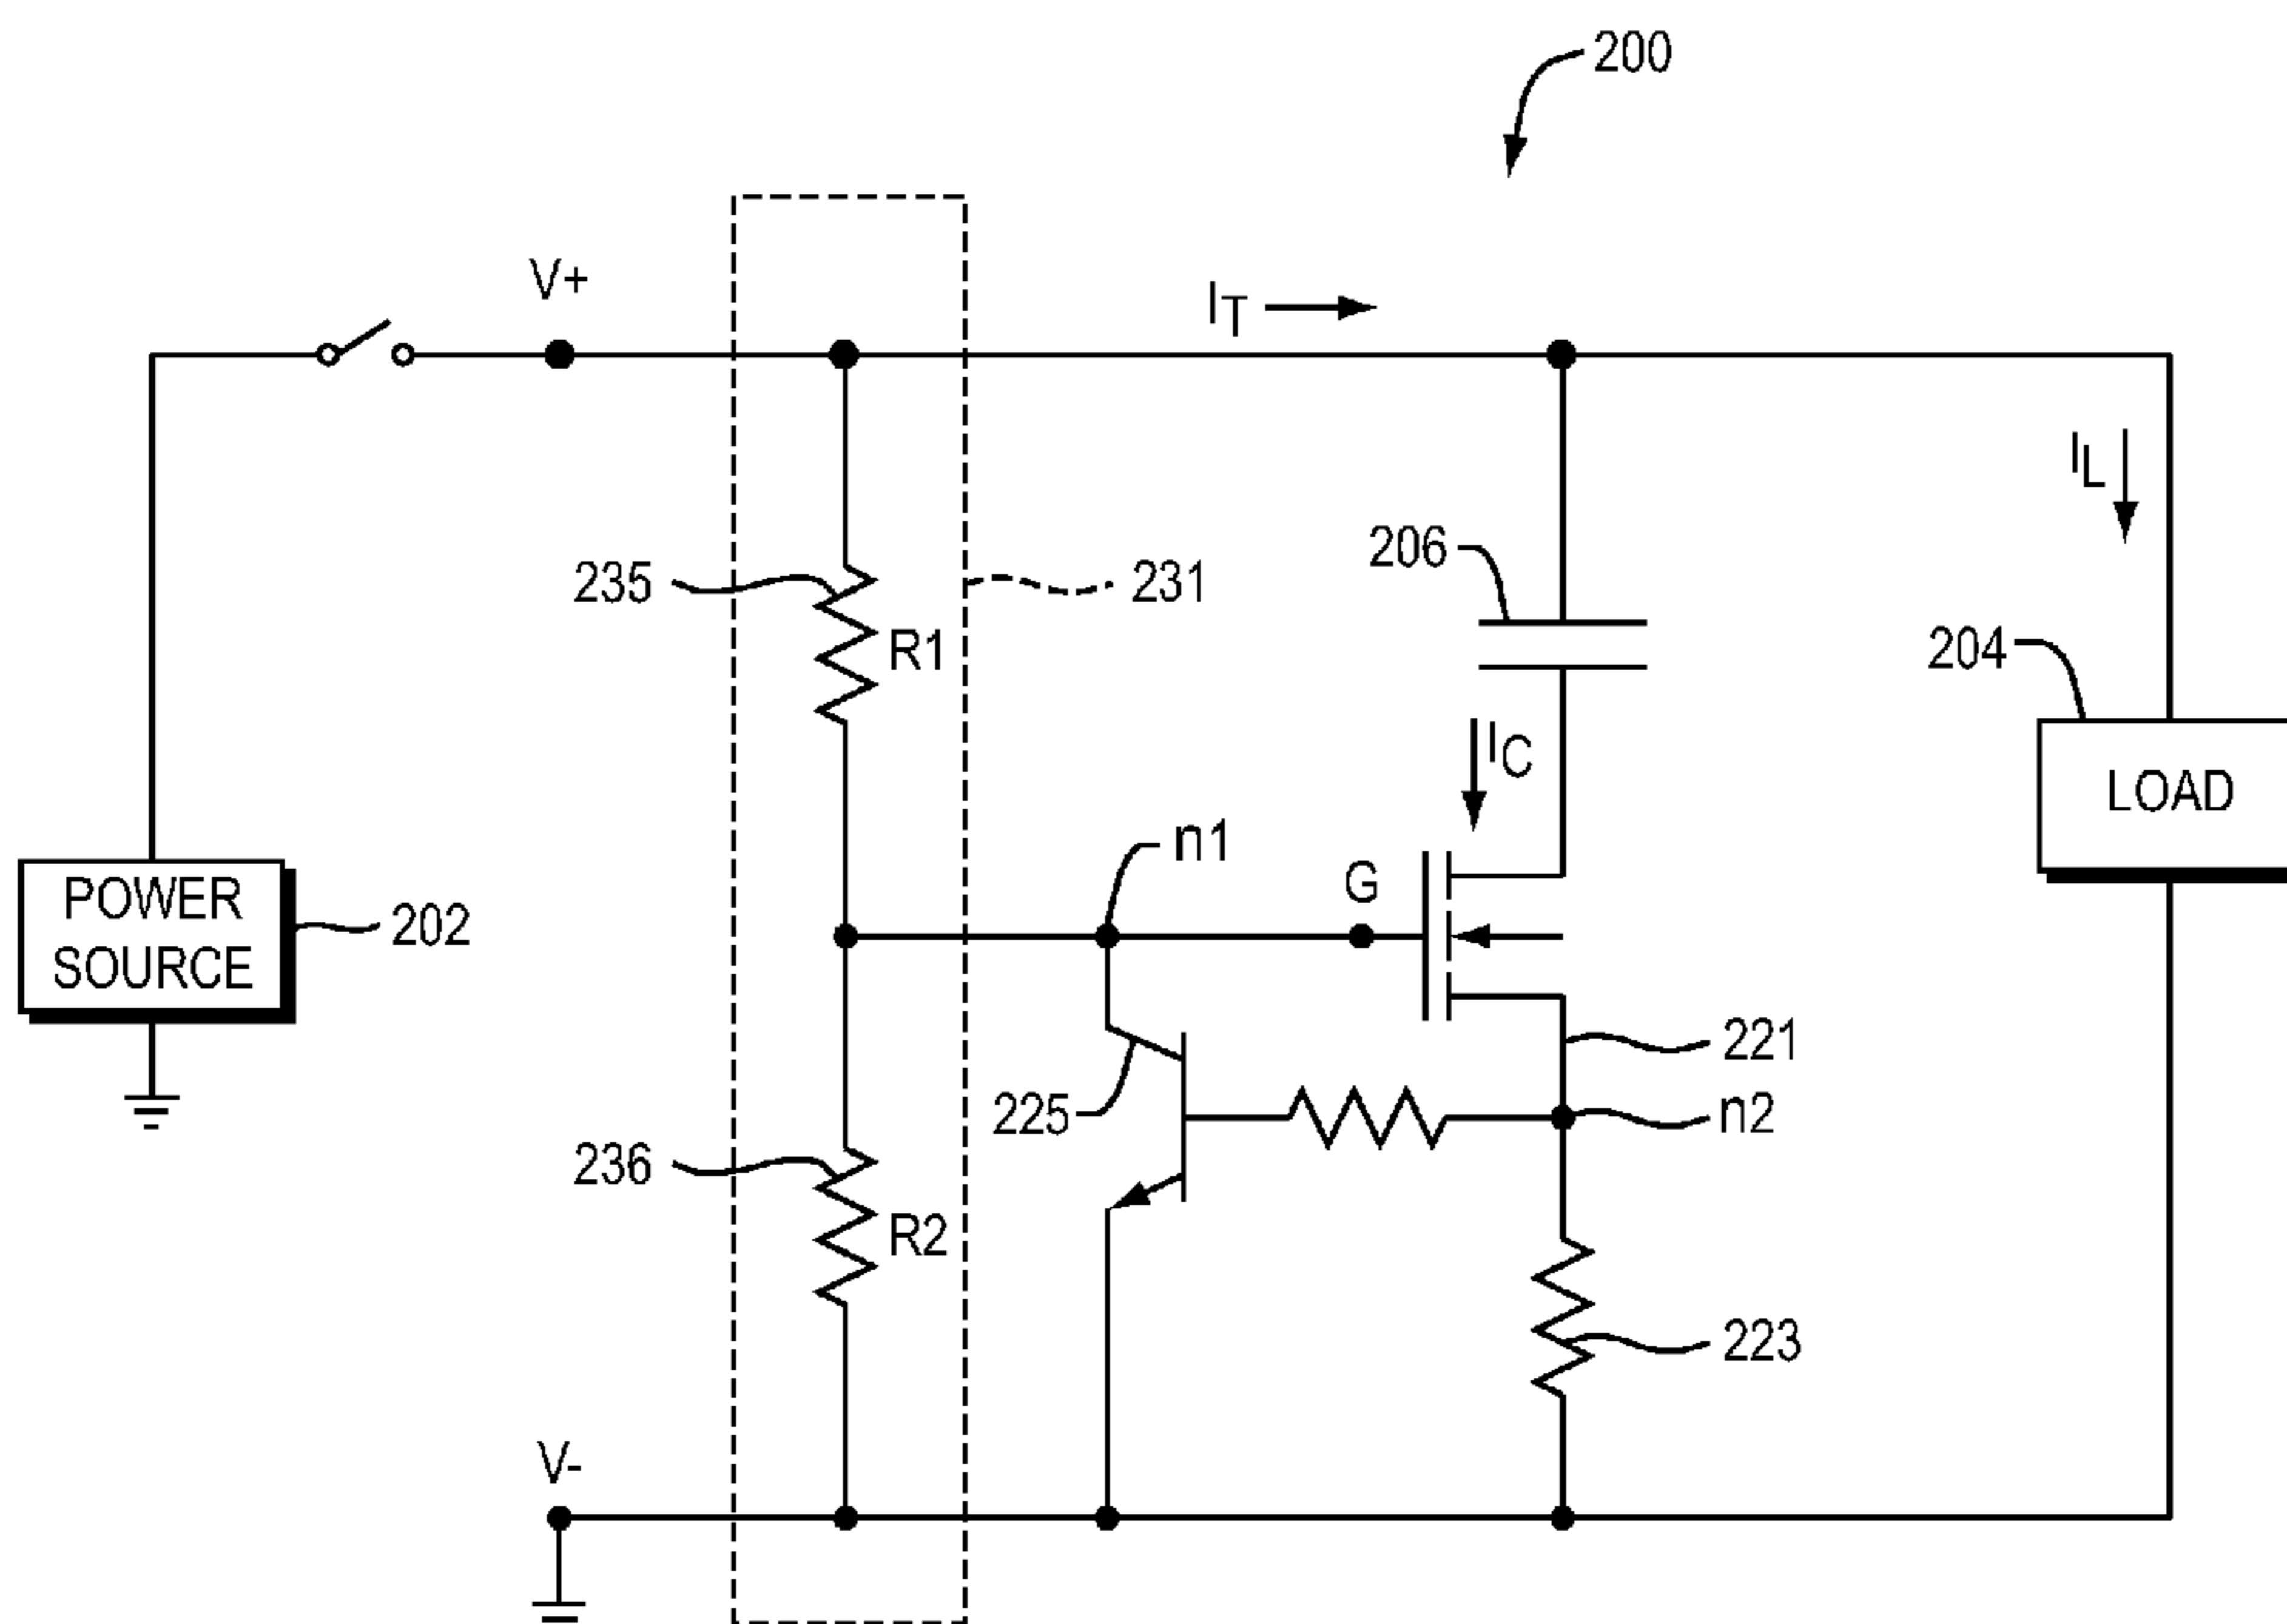 200
V+
IT
IL
235
R1
231
206
204
LOAD
IC
n1
G
POWER
SOURCE
202
221
225
n2
236
R2
223
V-